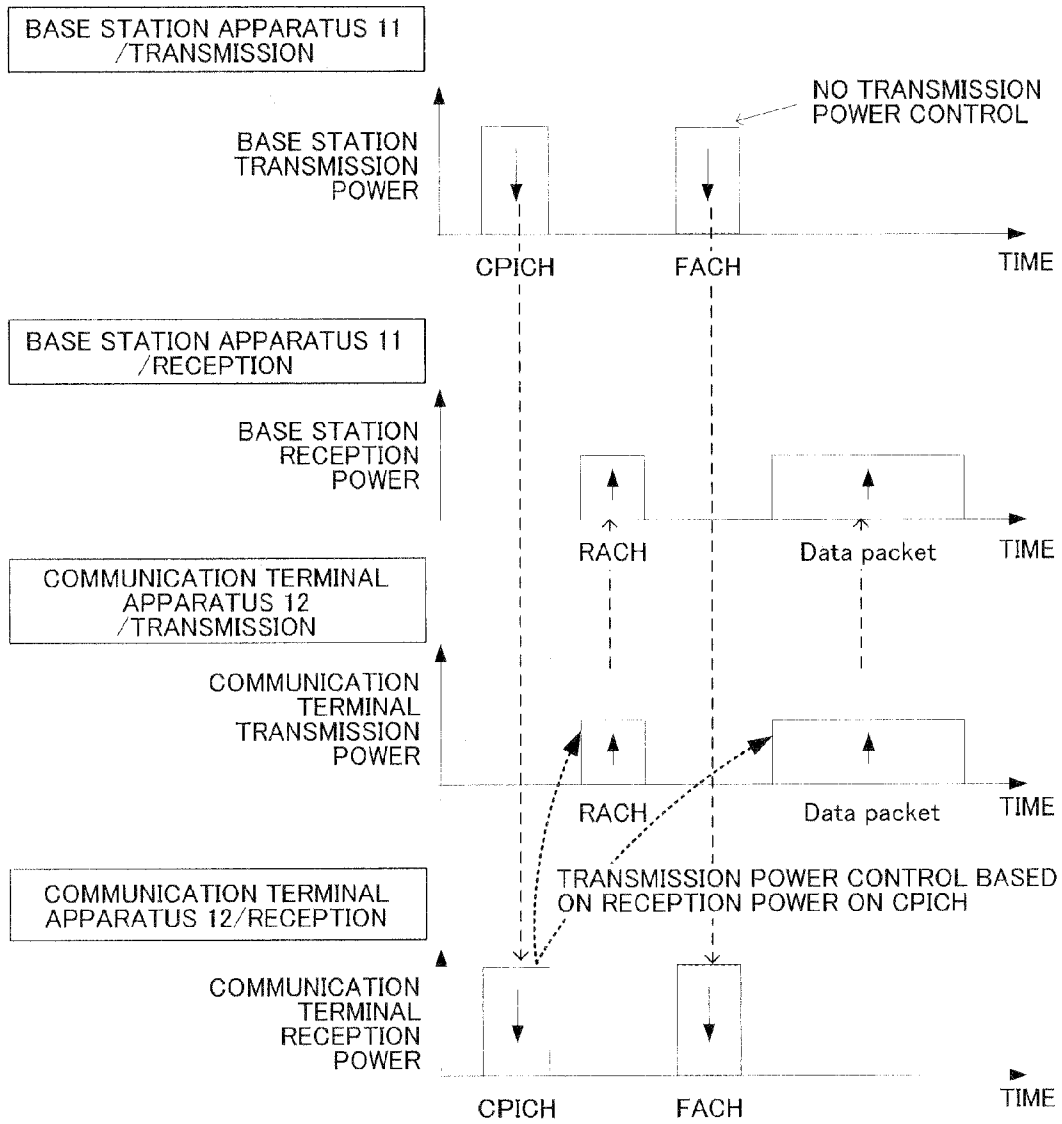 BASE STATION APPARATUS 11
/TRANSMISSION
NO TRANSMISSION
POWER CONTROL
BASE STATION
TRANSMISSION
POWER
CPICH
FACH
TIME
BASE STATION APPARATUS 11
/RECEPTION
BASE STATION
RECEPTION
POWER
RACH
Data packet
TIME
COMMUNICATION TERMINAL
APPARATUS 12
/TRANSMISSION
COMMUNICATION
TERMINAL
TRANSMISSION
POWER
RACH
Data packet
TIME
COMMUNICATION TERMINAL
APPARATUS 12/RECEPTION
TRANSMISSION POWER CONTROL BASED
ON RECEPTION POWER ON CPICH
COMMUNICATION
TERMINAL
RECEPTION
POWER
CPICH
FACH
TIME